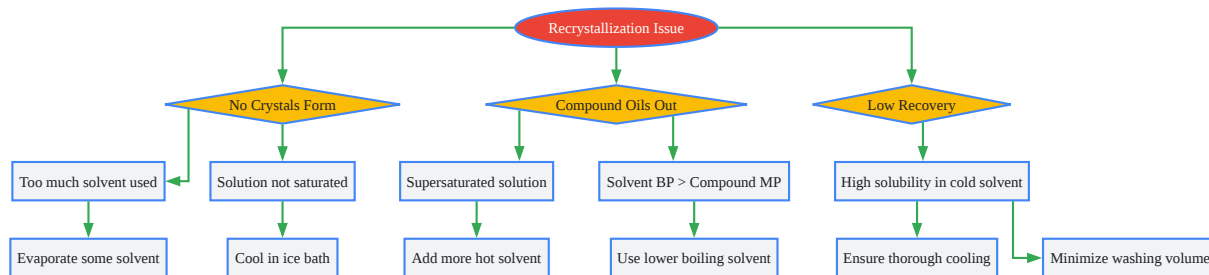 Recrystallization Issue
No Crystals Form
Compound Oils Out
Low Recovery
Too much solvent used
Solution not saturated
Supersaturated solution
Solvent BP > Compound MP
High solubility in cold solvent
Evaporate some solvent
Cool in ice bath
Add more hot solvent
Use lower boiling solvent
Ensure thorough cooling
Minimize washing volume